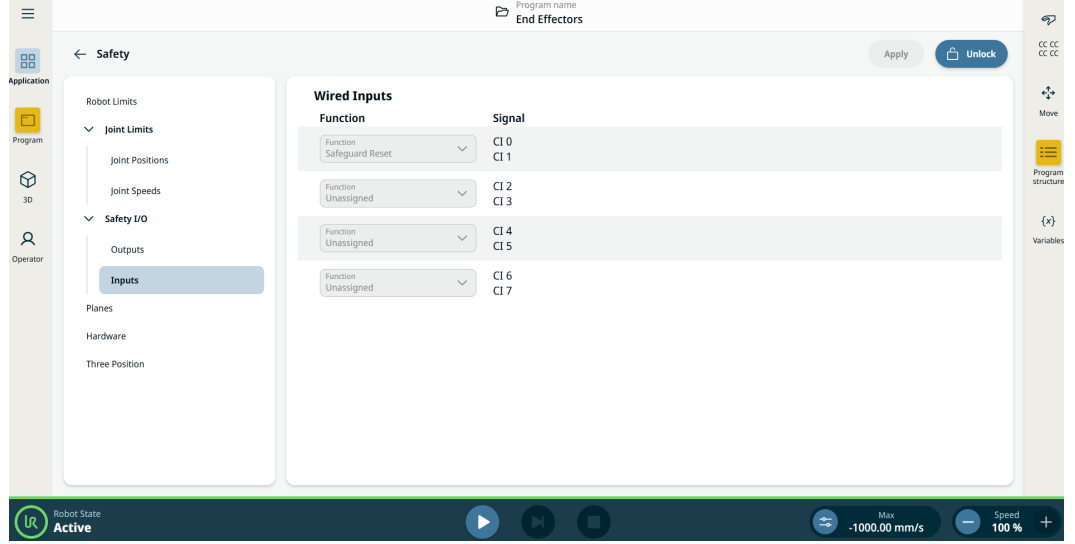 Program name
End Effectors
Safety
Apply
Unlock
Application
Program
3D
Operator
Robot Limits
Joint Limits
Joint Positions
Joint Speeds
Safety I/O
Outputs
Inputs
Planes
Hardware
Three Position
Wired Inputs
Function Signal
Function
Safeguard Reset
CI 0
CI 1
Function
Unassigned
CI 2
CI 3
Function
Unassigned
CI 4
CI 5
Function
Unassigned
CI 6
CI 7
CC CC
CC CC
Move
Program
structure
{x}
Variables
UR
Robot State
Active
Max
-1000.00 mm/s
Speed
100 %